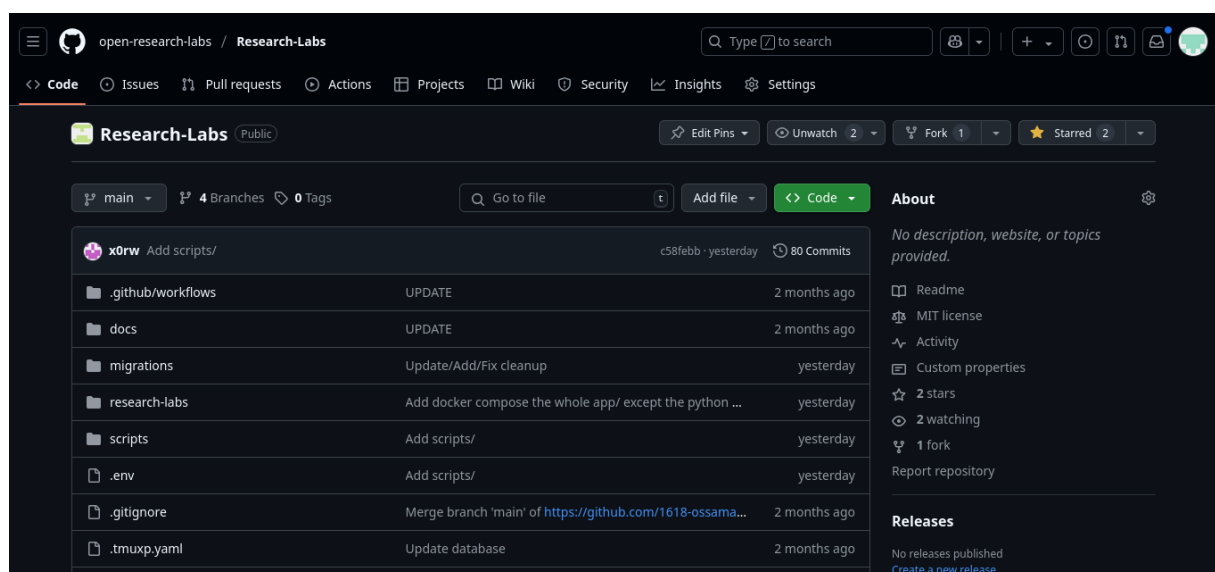 open-research-labs / Research-Labs
Type / to search
Code Issues Pull requests Actions Projects Wiki Security Insights Settings
Research-Labs Public
Edit Pins Unwatch 2 Fork 1 Starred 2
main 4 Branches 0 Tags Go to file t Add file Code
x0rw Add scripts/ c58febb · yesterday 80 Commits
.github/workflows UPDATE 2 months ago
docs UPDATE 2 months ago
migrations Update/Add/Fix cleanup yesterday
research-labs Add docker compose the whole app/ except the python ... yesterday
scripts Add scripts/ yesterday
.env Add scripts/ yesterday
.gitignore Merge branch 'main' of https://github.com/1618-ossama... 2 months ago
.tmuxp.yaml Update database 2 months ago
About
No description, website, or topics
provided.
Readme
MIT license
Activity
Custom properties
2 stars
2 watching
1 fork
Report repository
Releases
No releases published
Create a new release